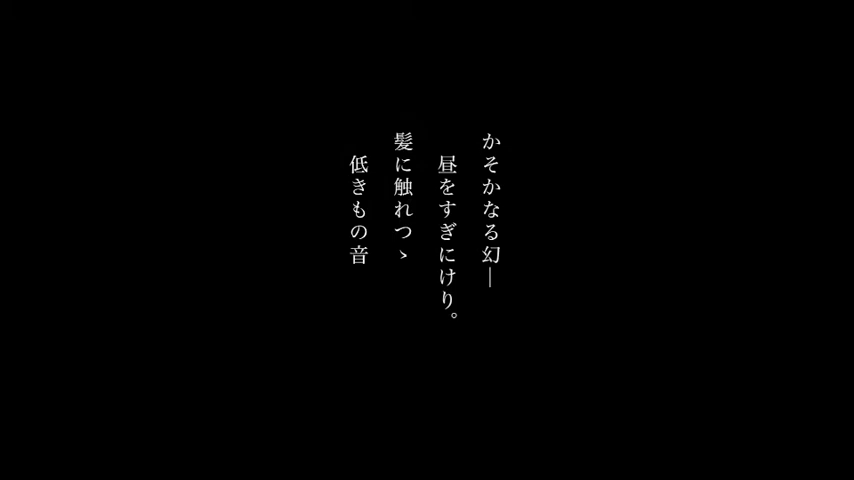 かそかなる幻―
昼をすぎにけり。
髪に触れつゝ
低きもの音